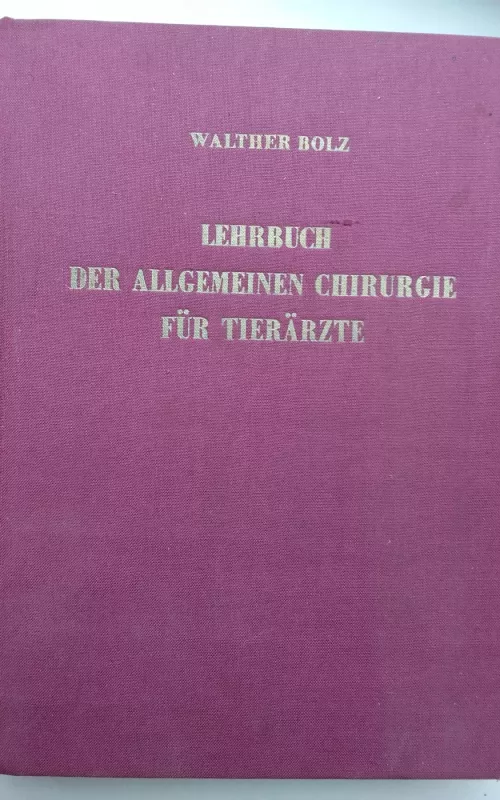 WALTHER BOLZ
LEHRBUCH
DER ALLGEMEINEN CHIRURGIE
FÜR TIERÄRZTE